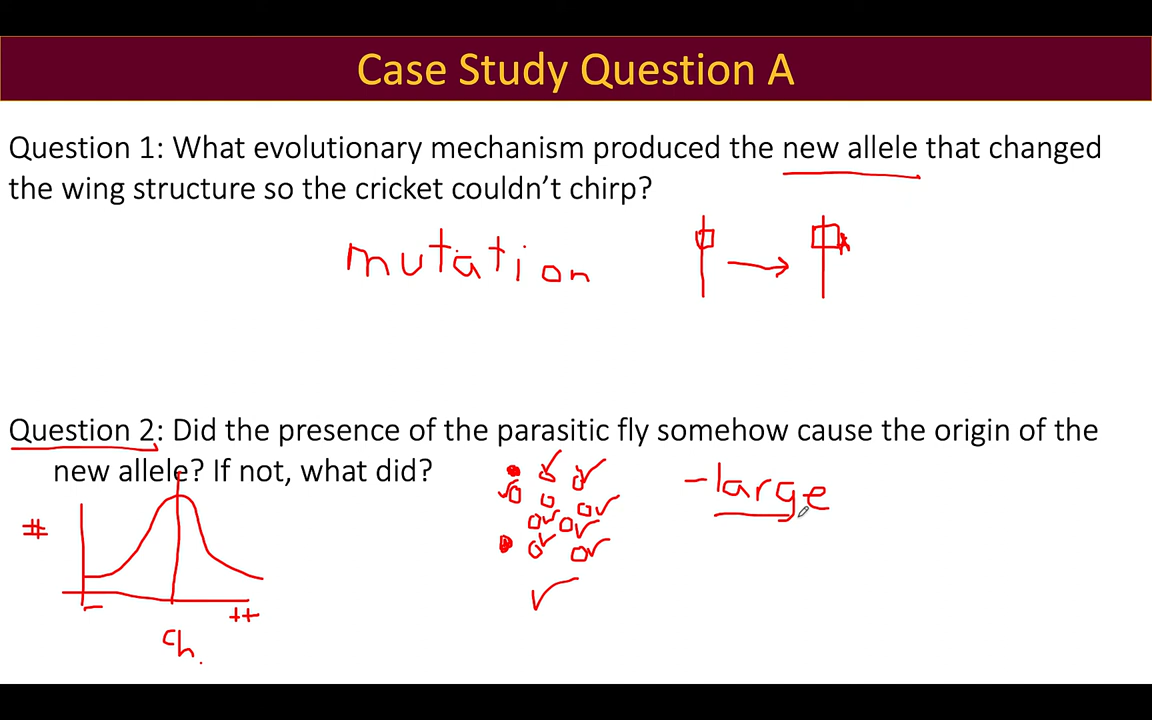 Case Study Question A
Question 1: What evolutionary mechanism produced the new allele that changed
the wing structure so the cricket couldn’t chirp?
mutation
Question 2: Did the presence of the parasitic fly somehow cause the origin of the
new allele? If not, what did?
-large
#
- ++
Ch.